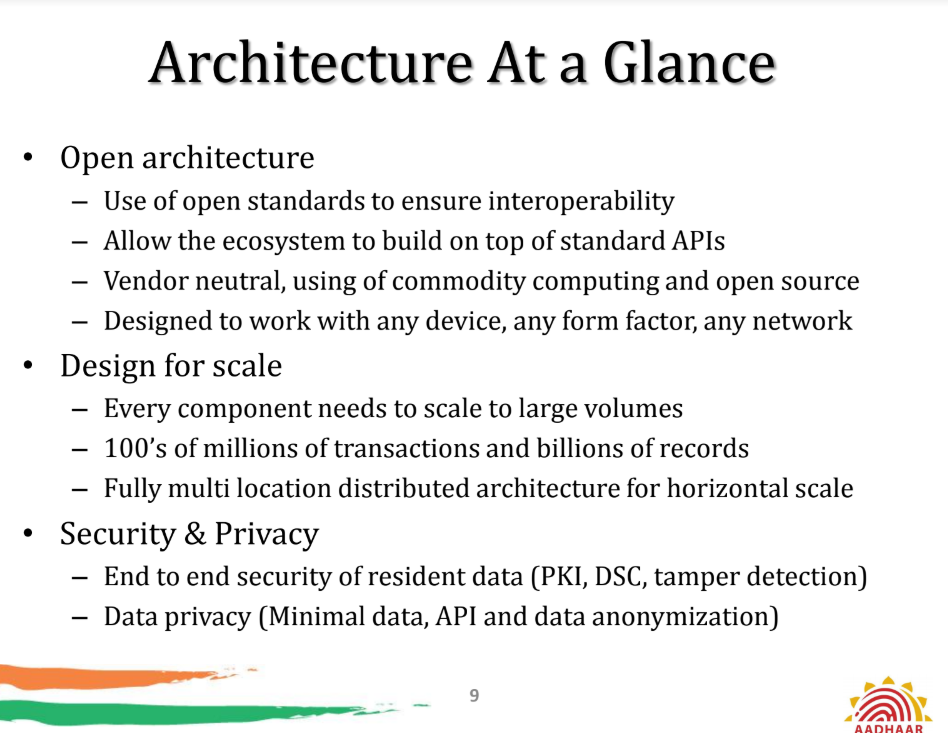 Architecture At a Glance
• Open architecture
– Use of open standards to ensure interoperability
– Allow the ecosystem to build on top of standard APIs
– Vendor neutral, using of commodity computing and open source
– Designed to work with any device, any form factor, any network
• Design for scale
– Every component needs to scale to large volumes
– 100’s of millions of transactions and billions of records
– Fully multi location distributed architecture for horizontal scale
• Security & Privacy
– End to end security of resident data (PKI, DSC, tamper detection)
– Data privacy (Minimal data, API and data anonymization)
9
AADHAAR